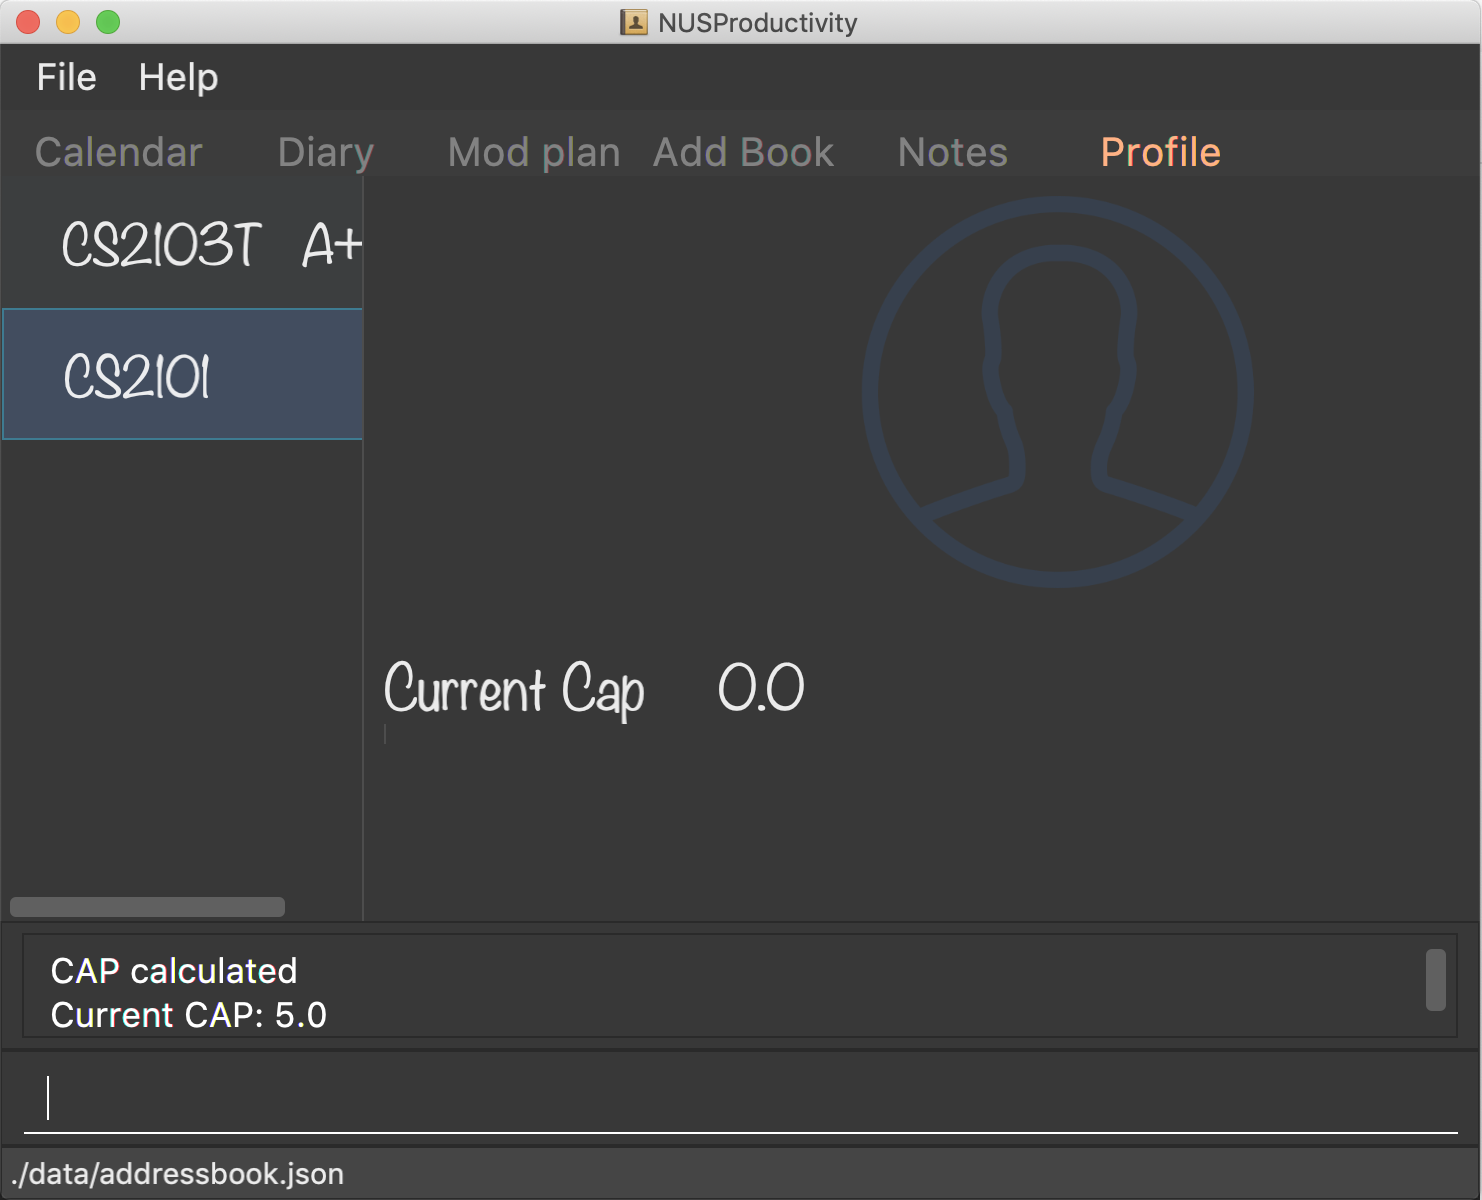 NUSProductivity
File Help
Calendar Diary Mod plan Add Book Notes Profile
CS2103T A+
CS2101
Current Cap 0.0
CAP calculated
Current CAP: 5.0
./data/addressbook.json